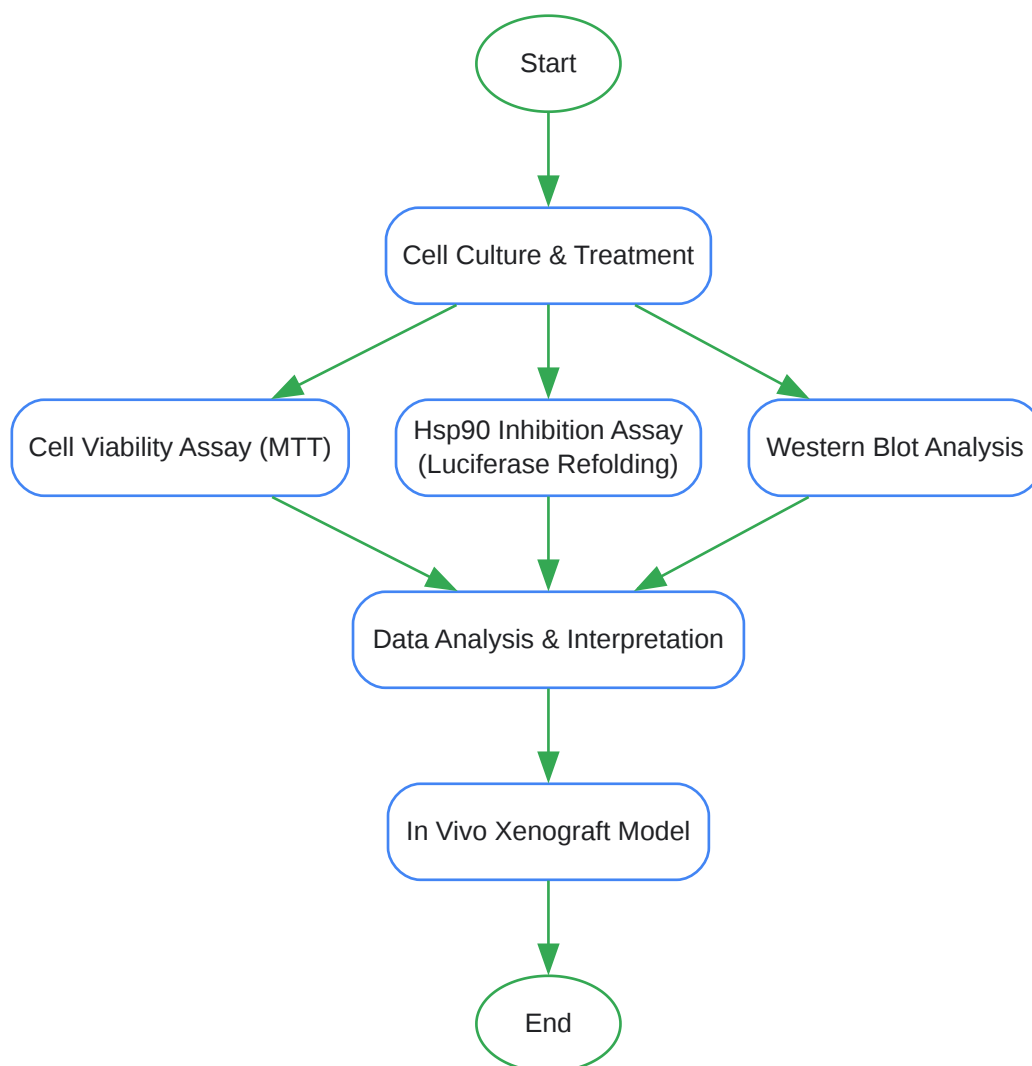 Start
Cell Culture & Treatment
Cell Viability Assay (MTT)
Hsp90 Inhibition Assay
(Luciferase Refolding)
Western Blot Analysis
Data Analysis & Interpretation
In Vivo Xenograft Model
End